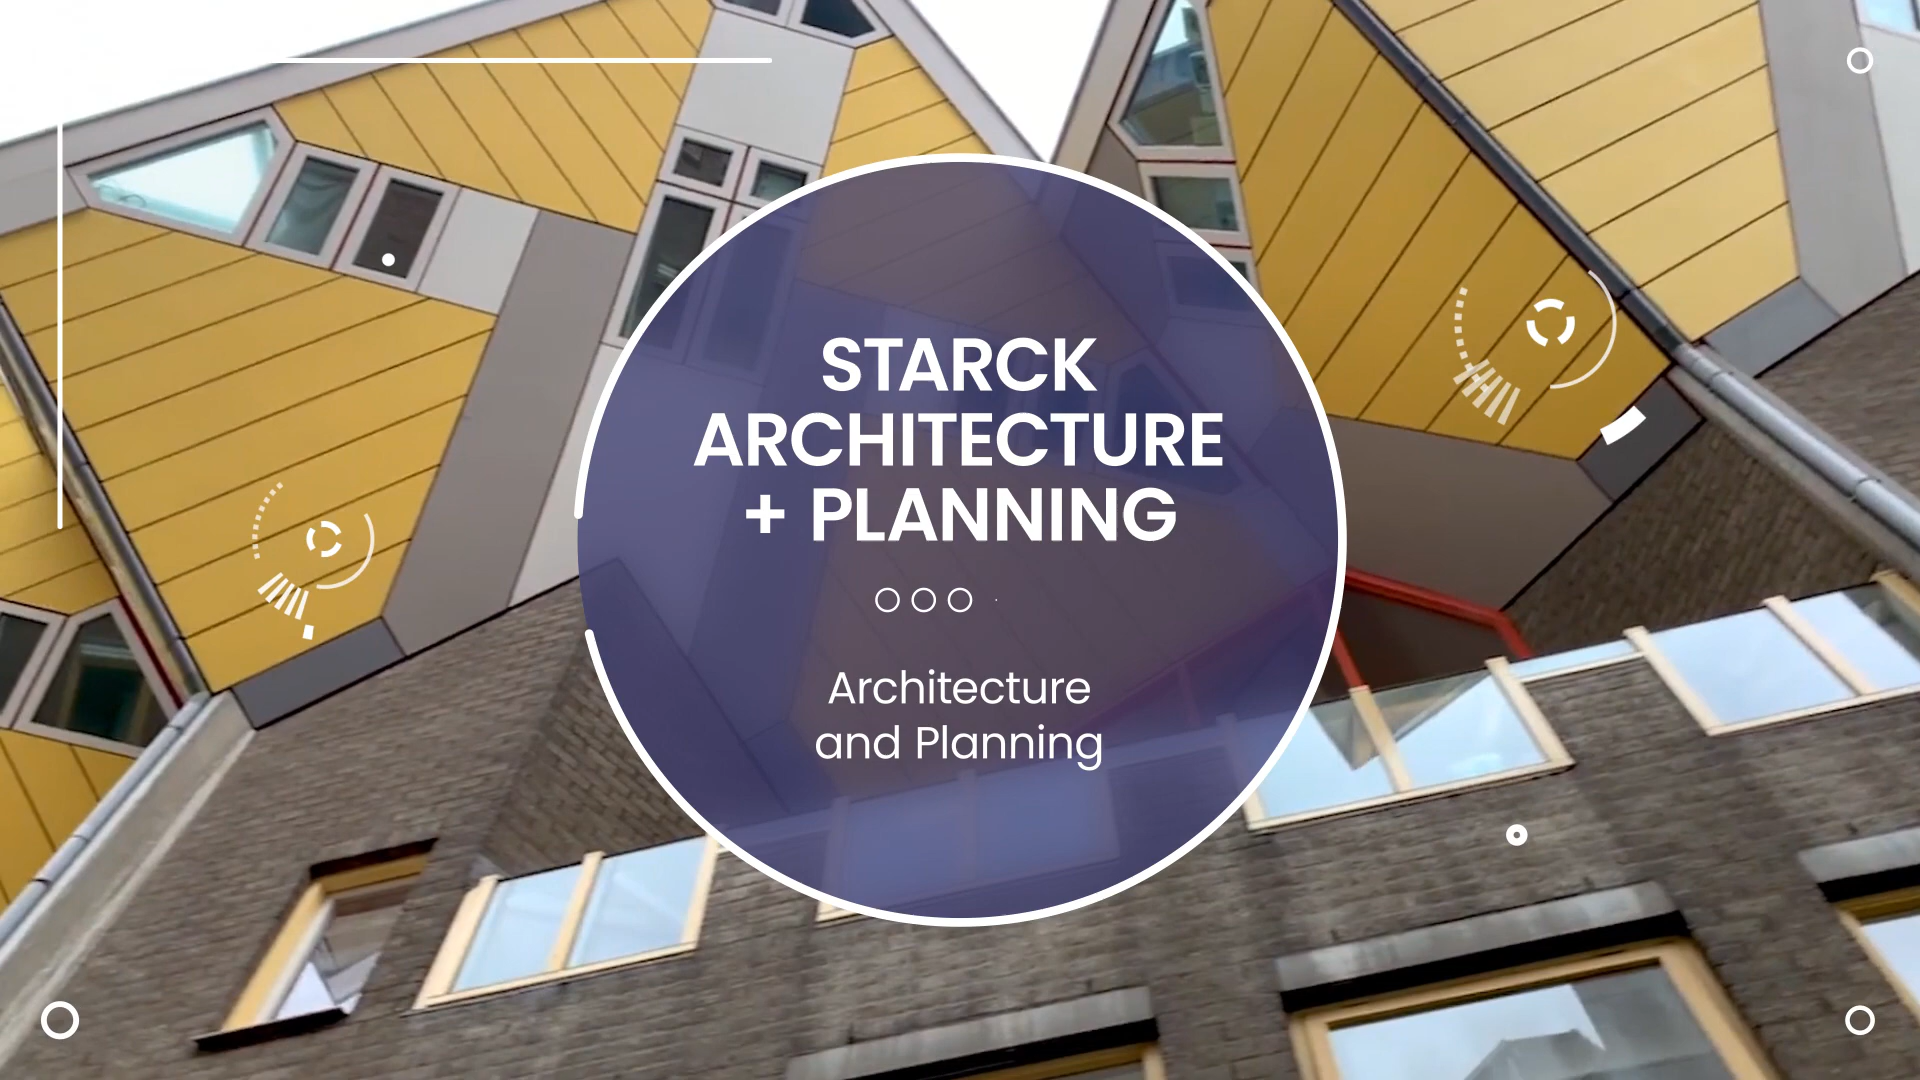 STARCK
ARCHITECTURE
+ PLANNING
Architecture
and Planning